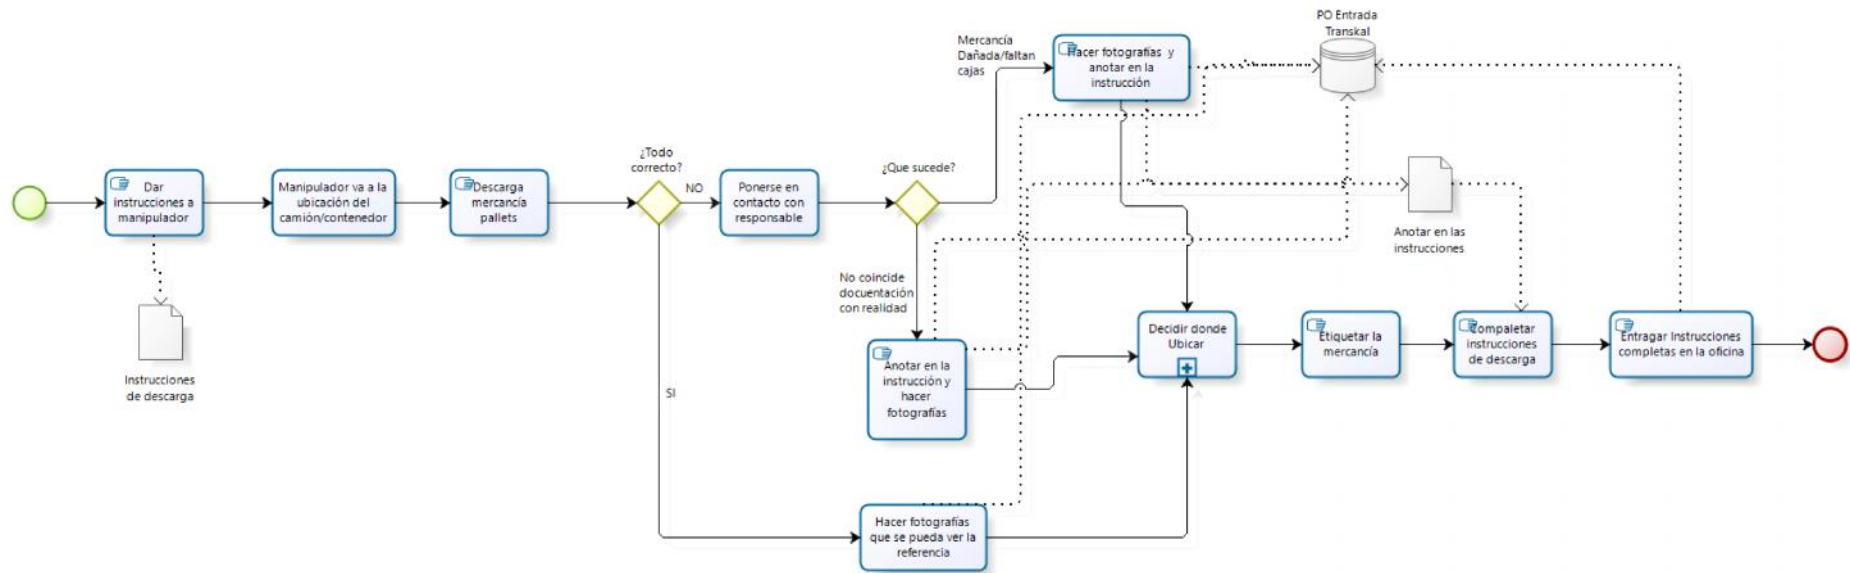 PO Entrada
Transkal
Mercancía
Dañada/faltan
cajas
Hacer fotografías y
anotar en la
instrucción
¿Todo
correcto?
NO
¿Que sucede?
Dar
instrucciones a
manipulador
Manipulador va a la
ubicación del
camión/contenedor
Descarga
mercancía
pallets
Ponerse en
contacto con
responsable
Anotar en las
instrucciones
No coincide
docuentación
con realidad
Instrucciones
de descarga
SI
Anotar en la
instrucción y
hacer
fotografías
Decidir donde
Ubicar
Etiquetar la
mercancía
Compaletar
instrucciones
de descarga
Entragar Instrucciones
completas en la oficina
Hacer fotografías
que se pueda ver la
referencia